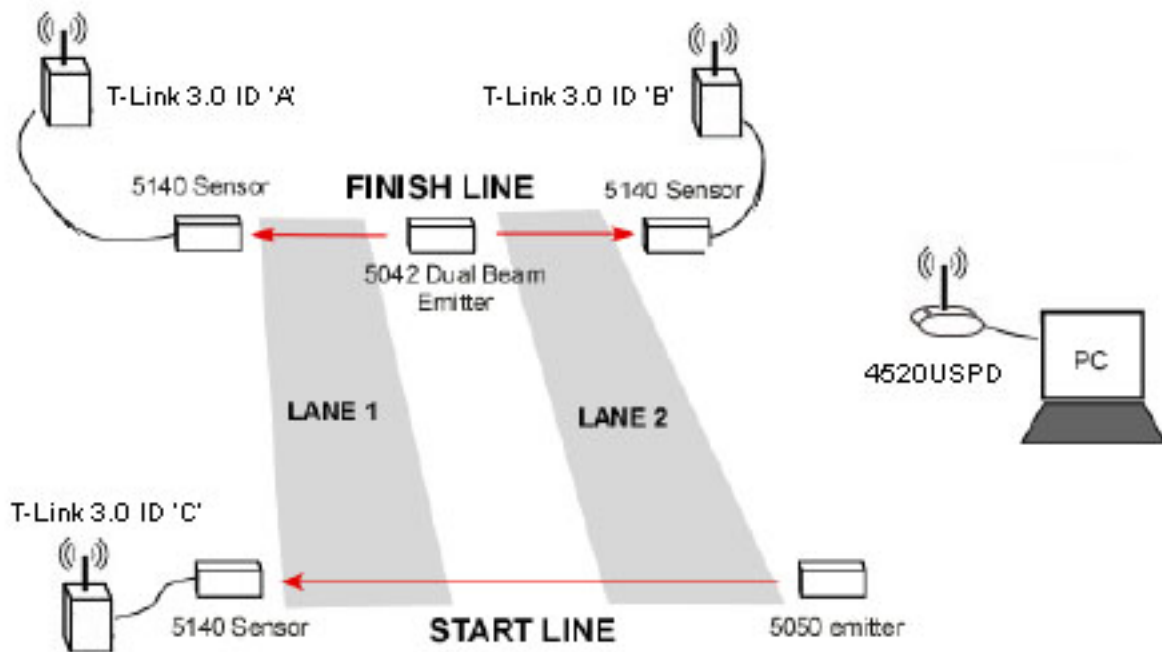 T-Link 3.0 ID 'A'
T-Link 3.0 ID 'B'
5140 Sensor
FINISH LINE
5140 Sensor
5042 Dual Beam
Emitter
4520USPD
PC
LANE 1
LANE 2
T-Link 3.0 ID 'C'
5140 Sensor
START LINE
5050 emitter